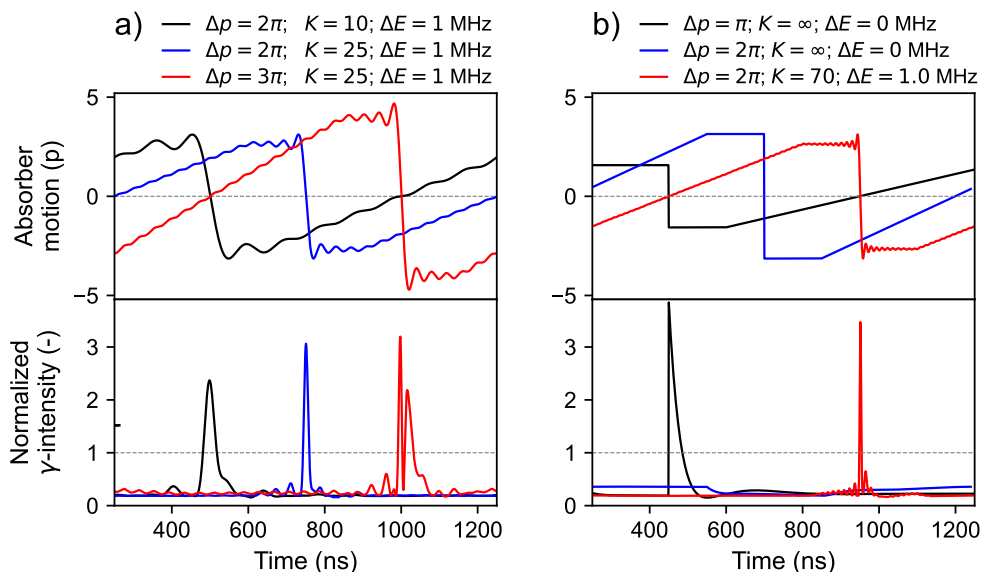 a)
Δp = 2π; K = 10; ΔE = 1 MHz
Δp = 2π; K = 25; ΔE = 1 MHz
Δp = 3π; K = 25; ΔE = 1 MHz
b)
Δp = π; K = ∞; ΔE = 0 MHz
Δp = 2π; K = ∞; ΔE = 0 MHz
Δp = 2π; K = 70; ΔE = 1.0 MHz
Absorber
motion (p)
5
0
−5
5
0
−5
Normalized
γ-intensity (-)
3
2
1
0
3
2
1
0
400 600 800 1000 1200
Time (ns)
400 600 800 1000 1200
Time (ns)